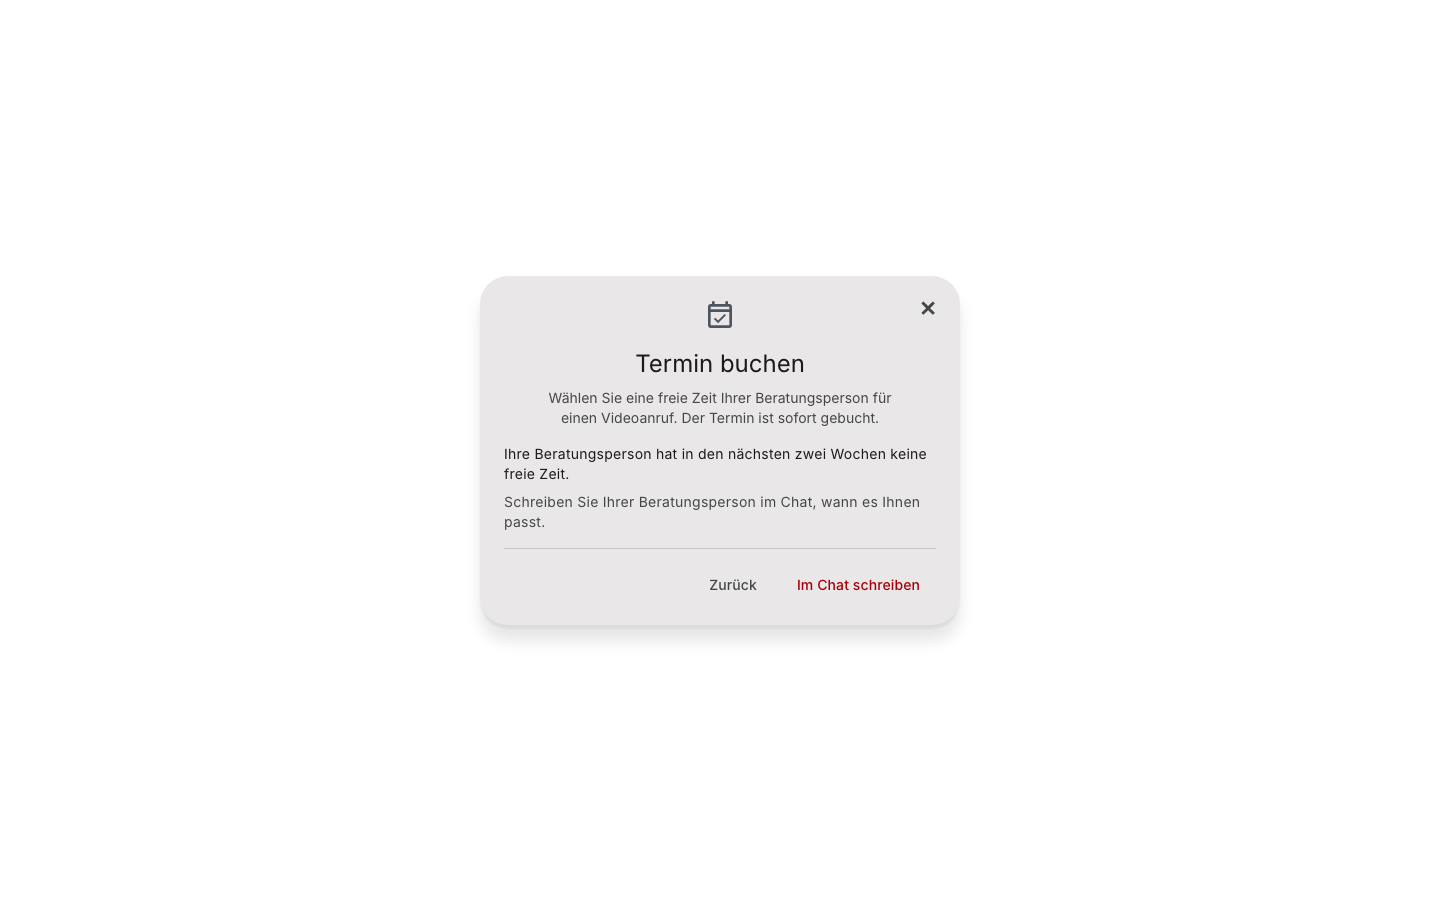 Termin buchen
Wählen Sie eine freie Zeit Ihrer Beratungsperson für
einen Videoanruf. Der Termin ist sofort gebucht.
Ihre Beratungsperson hat in den nächsten zwei Wochen keine
freie Zeit.
Schreiben Sie Ihrer Beratungsperson im Chat, wann es Ihnen
passt.
Zurück
Im Chat schreiben